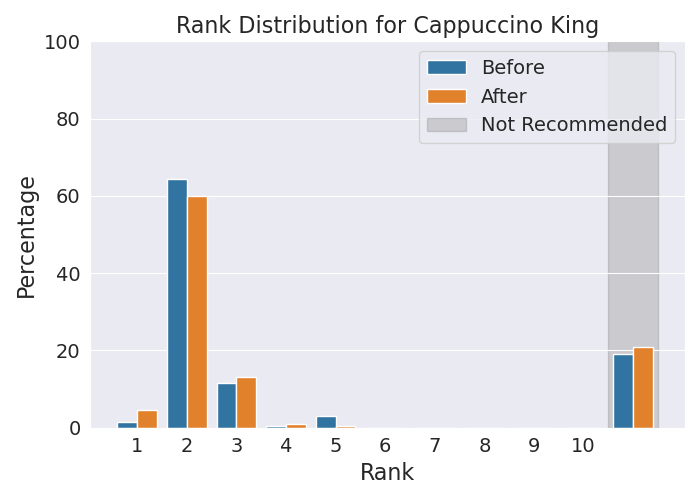 Rank Distribution for Cappuccino King
100
80
60
40
20
0
Percentage
Before
After
Not Recommended
1 2 3 4 5 6 7 8 9 10
Rank